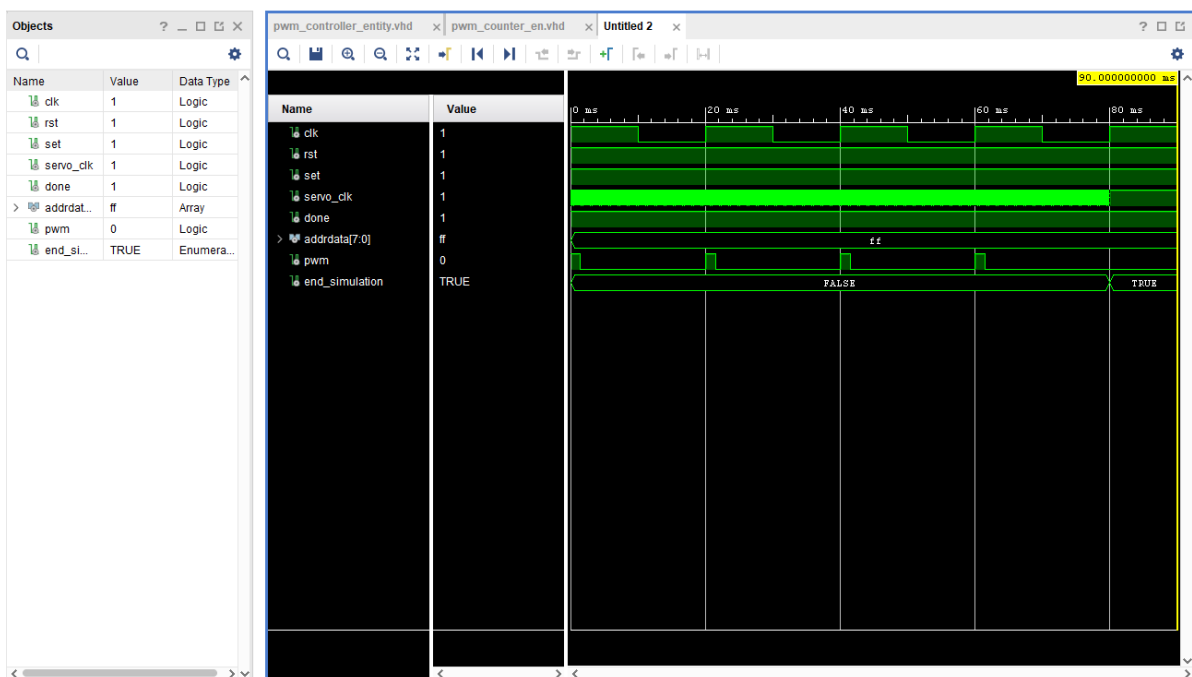 Objects
Name Value Data Type
clk 1 Logic
rst 1 Logic
set 1 Logic
servo_clk 1 Logic
done 1 Logic
addrdat... ff Array
pwm 0 Logic
end_si... TRUE Enumera...
pwm_controller_entity.vhd pwm_counter_en.vhd Untitled 2
90.000000000 ms
Name Value
0 ms 20 ms 40 ms 60 ms 80 ms
clk 1
rst 1
set 1
servo_clk 1
done 1
addrdata[7:0] ff ff
pwm 0
end_simulation TRUE FALSE TRUE